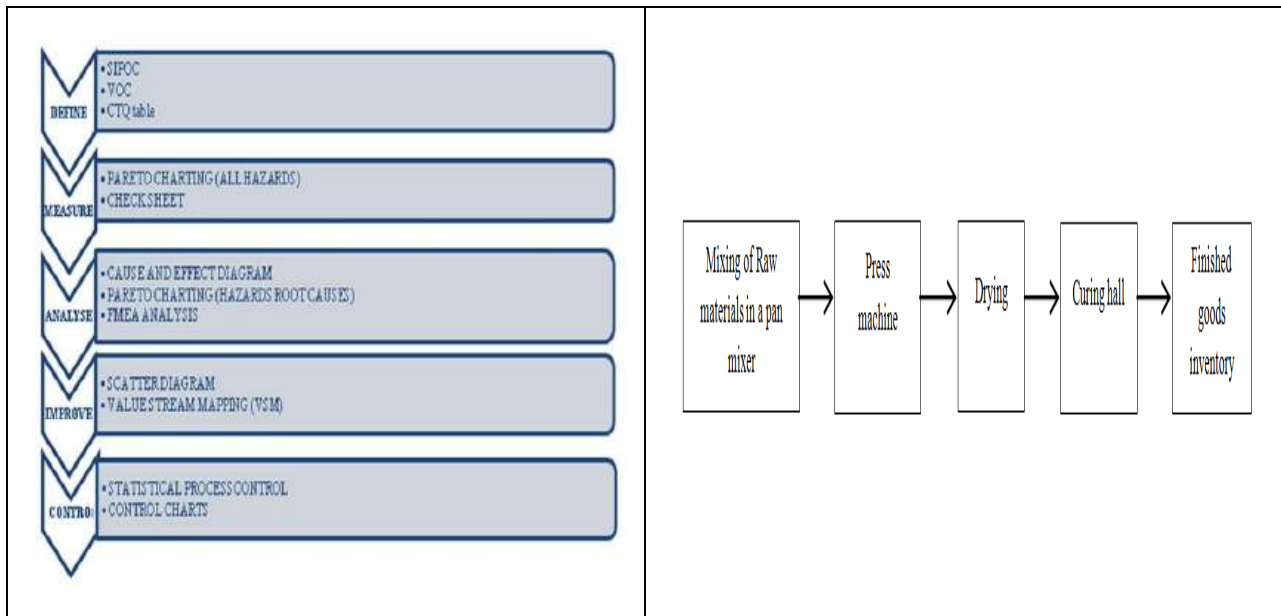 DEFINE
• SIPOC
• VOC
• CTQ table
MEASURE
• PARETO CHARTING (ALL HAZARDS)
• CHECK SHEET
ANALYSE
• CAUSE AND EFFECT DIAGRAM
• PARETO CHARTING (HAZARDS ROOT CAUSES)
• FMEA ANALYSIS
IMPROVE
• SCATTER DIAGRAM
• VALUE STREAM MAPPING (VSM)
CONTRO
• STATISTICAL PROCESS CONTROL
• CONTROL CHARTS
Mixing of Raw
materials in a pan
mixer
Press
machine
Drying
Curing hall
Finished
goods
inventory